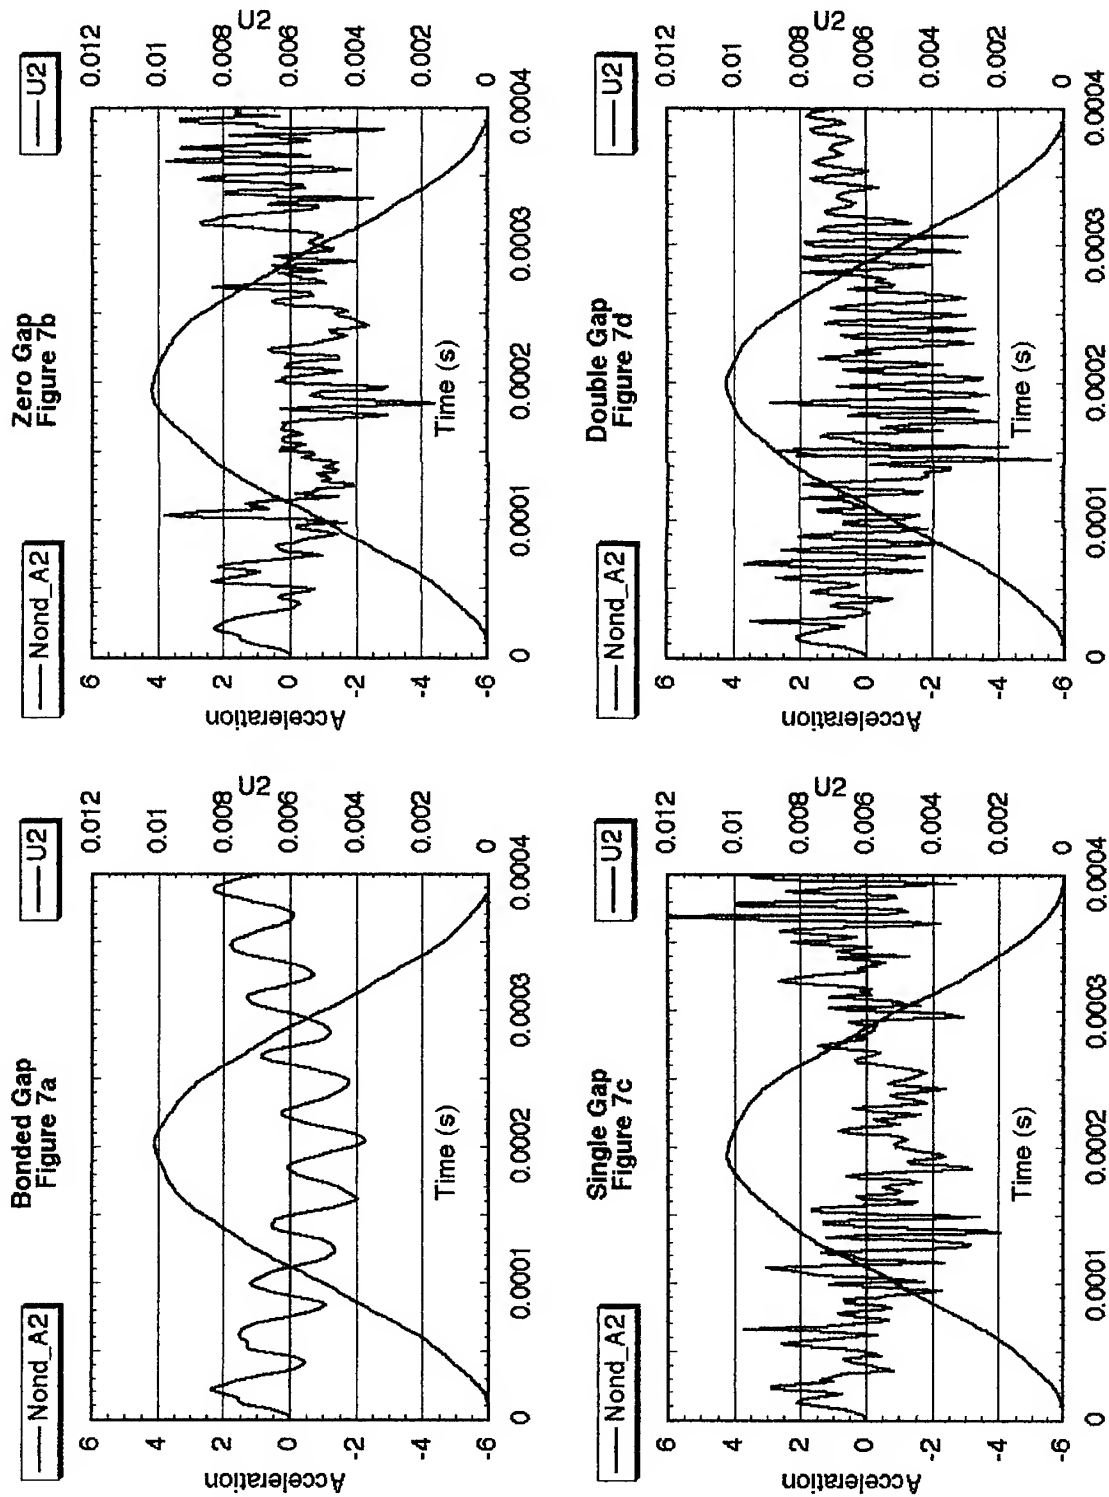 Bonded Gap
Figure 7a
Nond_A2
U2
6
4
2
0
-2
-4
-6
Acceleration
0.012
0.01
0.008
0.006
0.004
0.002
0
U2
Time (s)
0
0.0001
0.0002
0.0003
0.0004
Zero Gap
Figure 7b
Nond_A2
U2
6
4
2
0
-2
-4
-6
Acceleration
0.012
0.01
0.008
0.006
0.004
0.002
0
U2
Time (s)
0
0.0001
0.0002
0.0003
0.0004
Single Gap
Figure 7c
Nond_A2
U2
6
4
2
0
-2
-4
-6
Acceleration
0.012
0.01
0.008
0.006
0.004
0.002
0
U2
Time (s)
0
0.0001
0.0002
0.0003
0.0004
Double Gap
Figure 7d
Nond_A2
U2
6
4
2
0
-2
-4
-6
Acceleration
0.012
0.01
0.008
0.006
0.004
0.002
0
U2
Time (s)
0
0.0001
0.0002
0.0003
0.0004